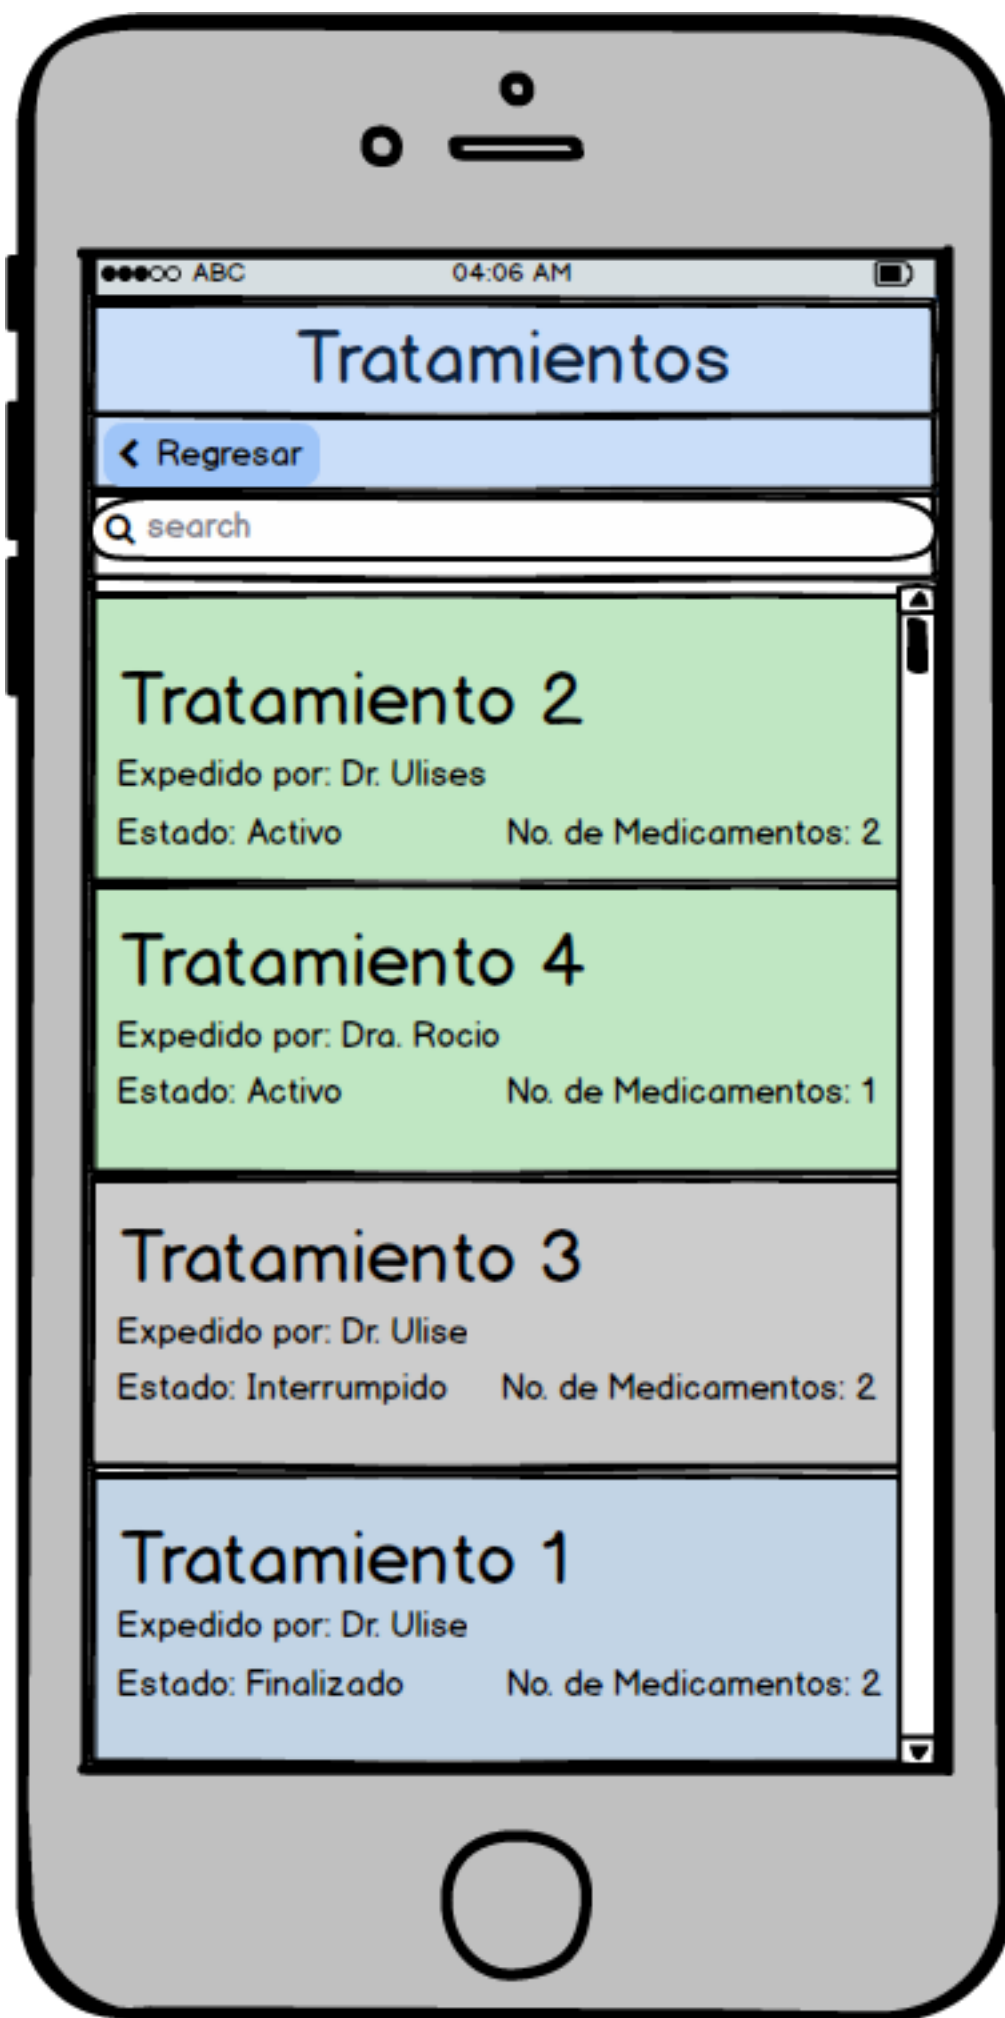 ABC 04:06 AM
Tratamientos
Regresar
search
Tratamiento 2
Expedido por: Dr. Ulises
Estado: Activo No. de Medicamentos: 2
Tratamiento 4
Expedido por: Dra. Rocio
Estado: Activo No. de Medicamentos: 1
Tratamiento 3
Expedido por: Dr. Ulise
Estado: Interrumpido No. de Medicamentos: 2
Tratamiento 1
Expedido por: Dr. Ulise
Estado: Finalizado No. de Medicamentos: 2